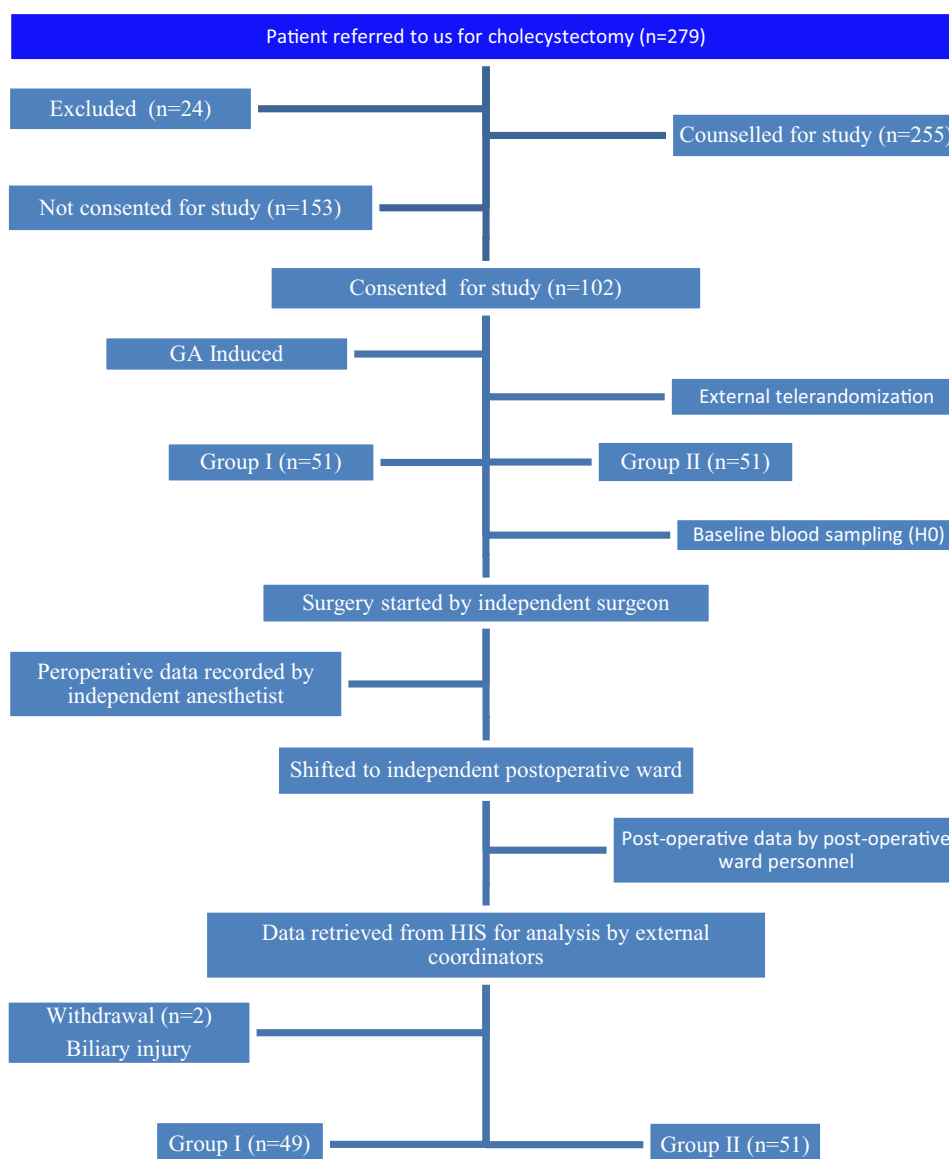 Patient referred to us for cholecystectomy (n=279)
Excluded (n=24)
Counselled for study (n=255)
Not consented for study (n=153)
Consented for study (n=102)
GA Induced
External telerandomization
Group I (n=51)
Group II (n=51)
Baseline blood sampling (H0)
Surgery started by independent surgeon
Peroperative data recorded by
independent anesthetist
Shifted to independent postoperative ward
Post-operative data by post-operative
ward personnel
Data retrieved from HIS for analysis by external
coordinators
Withdrawal (n=2)
Biliary injury
Group I (n=49)
Group II (n=51)